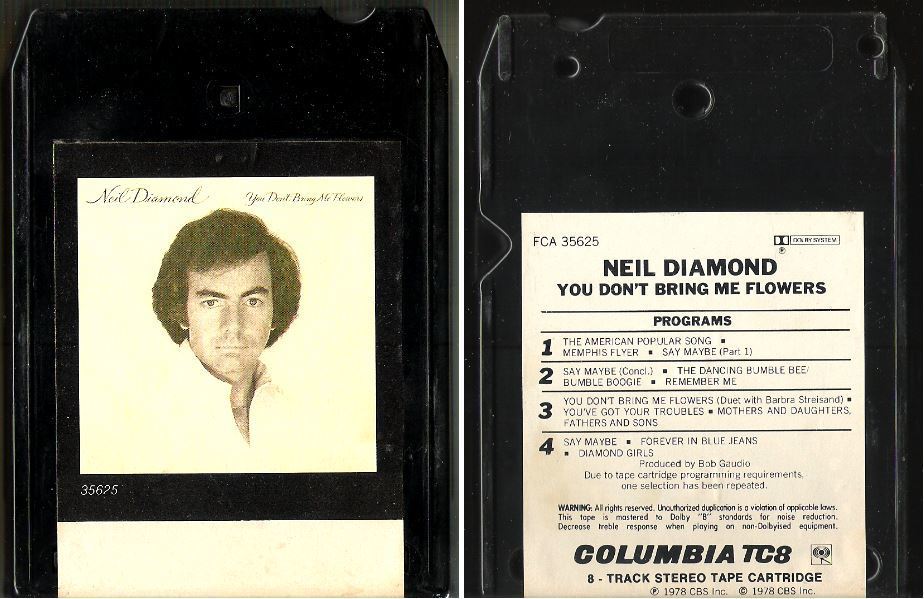 Neil Diamond
You Don't Bring Me Flowers
35625
FCA 35625
DOLBY SYSTEM
℗
NEIL DIAMOND
YOU DON'T BRING ME FLOWERS
PROGRAMS
1 THE AMERICAN POPULAR SONG ▪
MEMPHIS FLYER ▪ SAY MAYBE (Part 1)
2 SAY MAYBE (Concl.) ▪ THE DANCING BUMBLE BEE/
BUMBLE BOOGIE ▪ REMEMBER ME
3 YOU DON'T BRING ME FLOWERS (Duet with Barbra Streisand) ▪
YOU'VE GOT YOUR TROUBLES ▪ MOTHERS AND DAUGHTERS,
FATHERS AND SONS
4 SAY MAYBE ▪ FOREVER IN BLUE JEANS
▪ DIAMOND GIRLS
Produced by Bob Gaudio
Due to tape cartridge programming requirements,
one selection has been repeated.
WARNING: All rights reserved. Unauthorized duplication is a violation of applicable laws.
This tape is mastered to Dolby "B" standards for noise reduction.
Decrease treble response when playing on non-Dolbyised equipment.
COLUMBIA TC8
8 - TRACK STEREO TAPE CARTRIDGE
℗ 1978 CBS Inc. © 1978 CBS Inc.